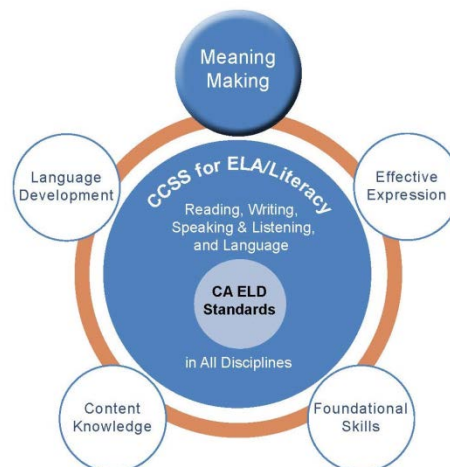 Meaning
Making
Language
Development
Effective
Expression
CCSS for ELA/Literacy
Reading, Writing,
Speaking & Listening,
and Language
CA ELD
Standards
in All Disciplines
Content
Knowledge
Foundational
Skills